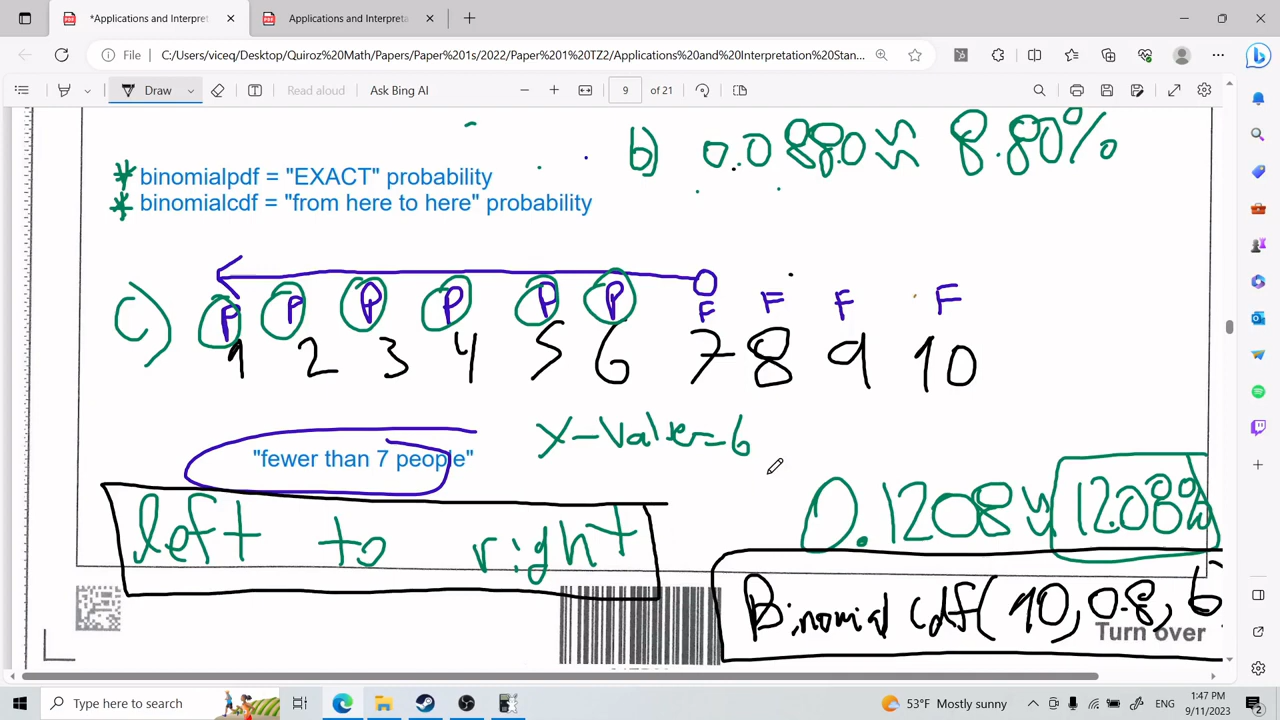 *Applications and Interpretat
Applications and Interpretat
File
C:/Users/viceq/Desktop/Quiroz%20Math/Papers/Paper%201s/2022/Paper%201%20TZ2/Applications%20and%20Interpretation%20Stan...
Draw
Read aloud
Ask Bing AI
9 of 21
b) 0.0880 ≈ 8.80%
* binomialpdf = "EXACT" probability
* binomialcdf = "from here to here" probability
c) P P P P P P F F F F
1 2 3 4 5 6 7 8 9 10
"fewer than 7 people"
X-Value=6
left to right
0.1208 ≈ 12.08%
Binomial cdf(10, 0.8, 6
Turn over
Type here to search
53°F Mostly sunny
ENG
1:47 PM
9/11/2023
2